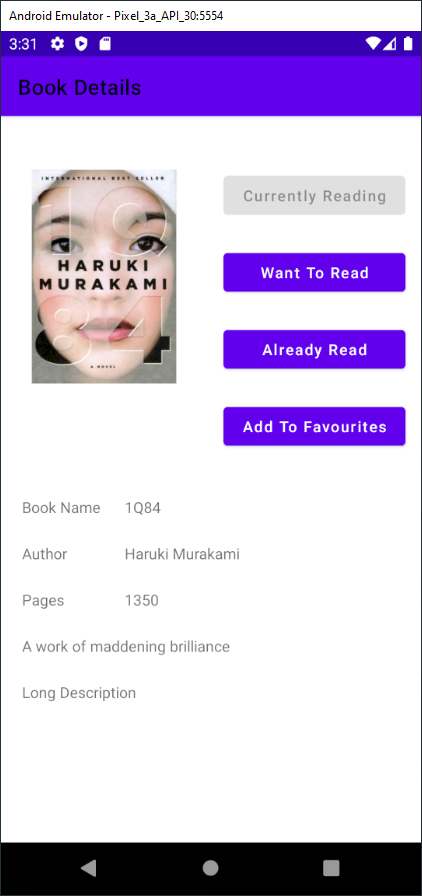 Android Emulator - Pixel_3a_API_30:5554
3:31
Book Details
INTERNATIONAL BEST SELLER
19
HARUKI
MURAKAMI
84
A NOVEL
Currently Reading
Want To Read
Already Read
Add To Favourites
Book Name 1Q84
Author Haruki Murakami
Pages 1350
A work of maddening brilliance
Long Description